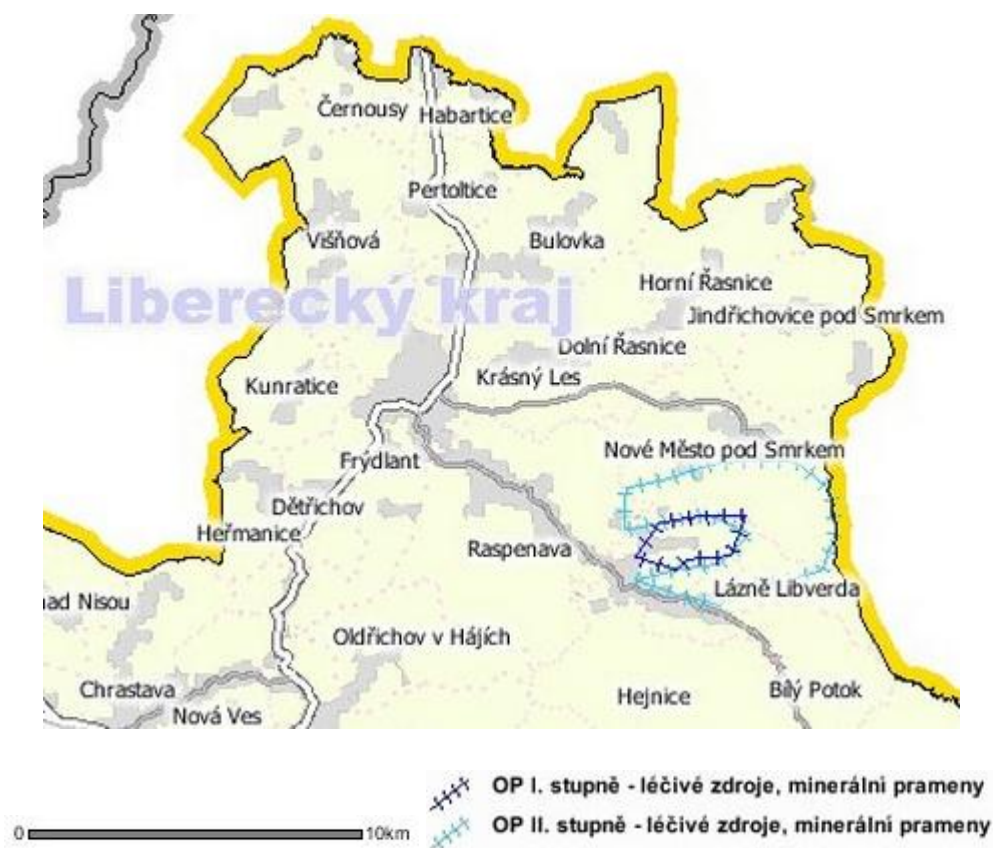 Černousy
Habartice
Pertoltice
Višňová
Bulovka
Horní Řasnice
Liberecký kraj
Jindřichovice pod Smrkem
Dolní Řasnice
Krásný Les
Kunratice
Nové Město pod Smrkem
Frýdlant
Dětřichov
Heřmanice
Raspenava
Lázně Libverda
nad Nisou
Oldřichov v Hájích
Chrastava
Nová Ves
Hejnice
Bílý Potok
OP I. stupně - léčivé zdroje, minerální prameny
0 10km
OP II. stupně - léčivé zdroje, minerální prameny